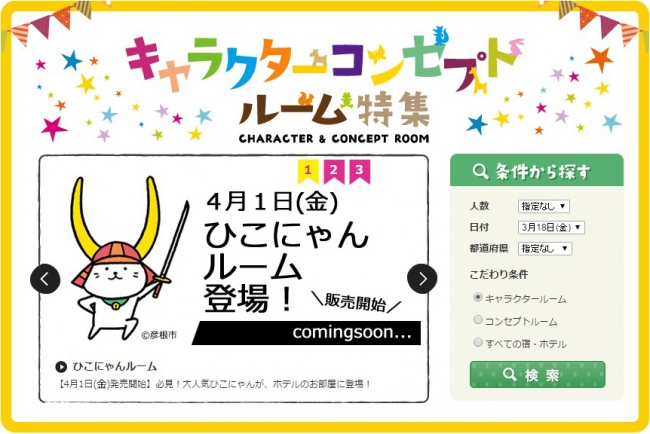 キャラクターコンセプト
ルーム特集
CHARACTER & CONCEPT ROOM
1 2 3
4月1日(金)
ひこにゃん
ルーム
登場！
＼販売開始／
comingsoon...
©彦根市
ひこにゃんルーム
【4月1日(金)発売開始】必見！大人気ひこにゃんが、ホテルのお部屋に登場！
条件から探す
人数 指定なし ▼
日付 3月18日(金) ▼
都道府県 指定なし ▼
こだわり条件
キャラクタールーム
コンセプトルーム
すべての宿・ホテル
検索